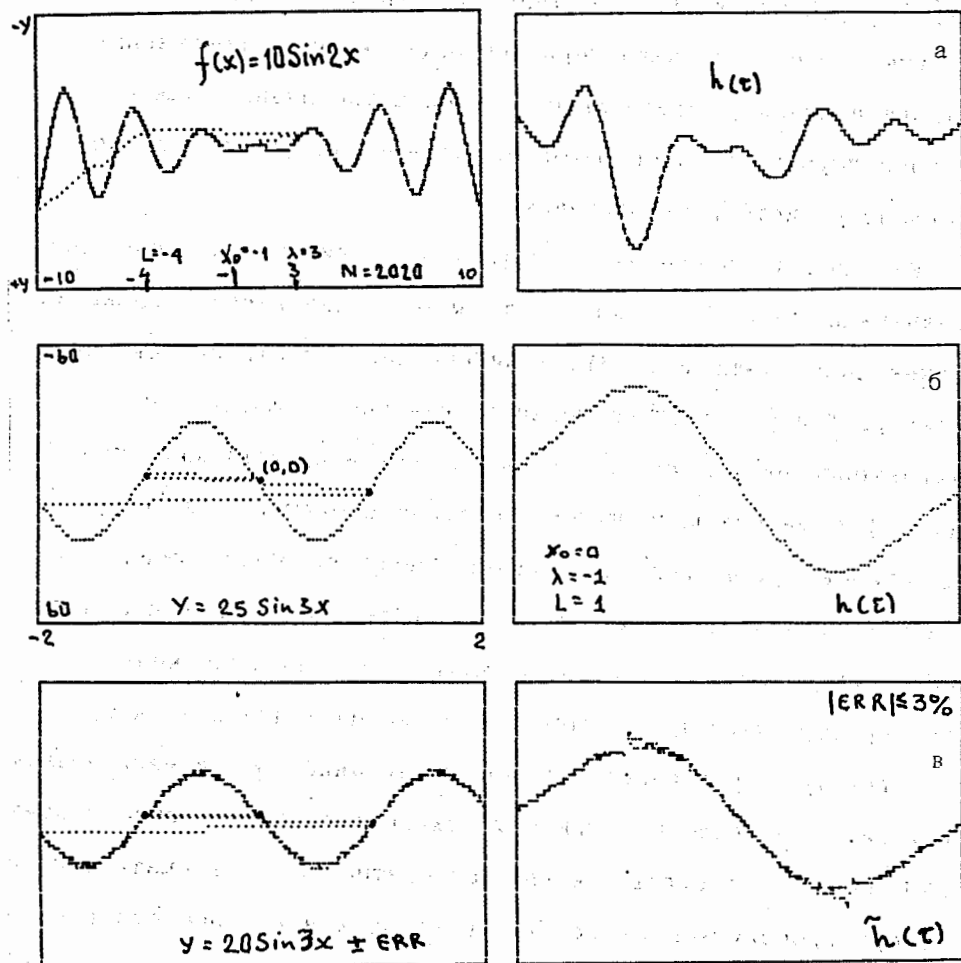 -Y
f(x)=10Sin2x
L=-4 X₀=-1 λ=3
+Y -10 -4 -1 3 N=2020 10
а
h(τ)
-60
(0,0)
60 Y = 25 Sin3x
-2 2
б
x₀=0
λ=-1
L=1
h(τ)
y = 20Sin3x ± ERR
|ERR|≤3%
в
h̃(τ)